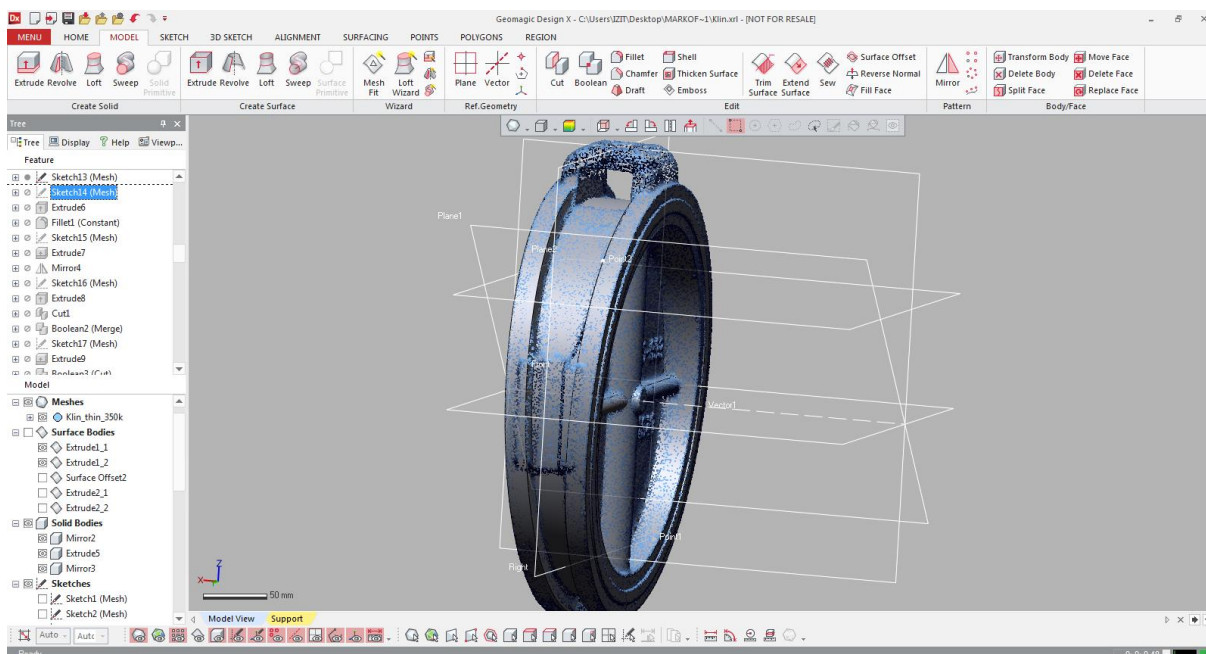 Geomagic Design X - C:\Users\IZIT\Desktop\MARKOF~1\Klin.xrl - [NOT FOR RESALE]
MENU HOME MODEL SKETCH 3D SKETCH ALIGNMENT SURFACING POINTS POLYGONS REGION
Extrude Revolve Loft Sweep Solid Primitive
Create Solid
Extrude Revolve Loft Sweep Surface Primitive
Create Surface
Mesh Fit Loft Wizard
Wizard
Plane Vector
Ref.Geometry
Cut Boolean Fillet Chamfer Draft Shell Thicken Surface Emboss Trim Surface Extend Surface Sew Surface Offset Reverse Normal Fill Face
Edit
Mirror
Pattern
Transform Body Delete Body Split Face Move Face Delete Face Replace Face
Body/Face
Tree
Tree Display Help Viewp...
Feature
Sketch13 (Mesh)
Sketch14 (Mesh)
Extrude6
Fillet1 (Constant)
Sketch15 (Mesh)
Extrude7
Mirror4
Sketch16 (Mesh)
Extrude8
Cut1
Boolean2 (Merge)
Sketch17 (Mesh)
Extrude9
Boolean3 (Cut)
Model
Meshes
Klin_thin_350k
Surface Bodies
Extrude1_1
Extrude1_2
Surface Offset2
Extrude2_1
Extrude2_2
Solid Bodies
Mirror2
Extrude5
Mirror3
Sketches
Sketch1 (Mesh)
Sketch2 (Mesh)
Plane1
Plane2
Point2
Vector1
Point1
Right
Z
X
50 mm
Model View Support
Auto
Ready